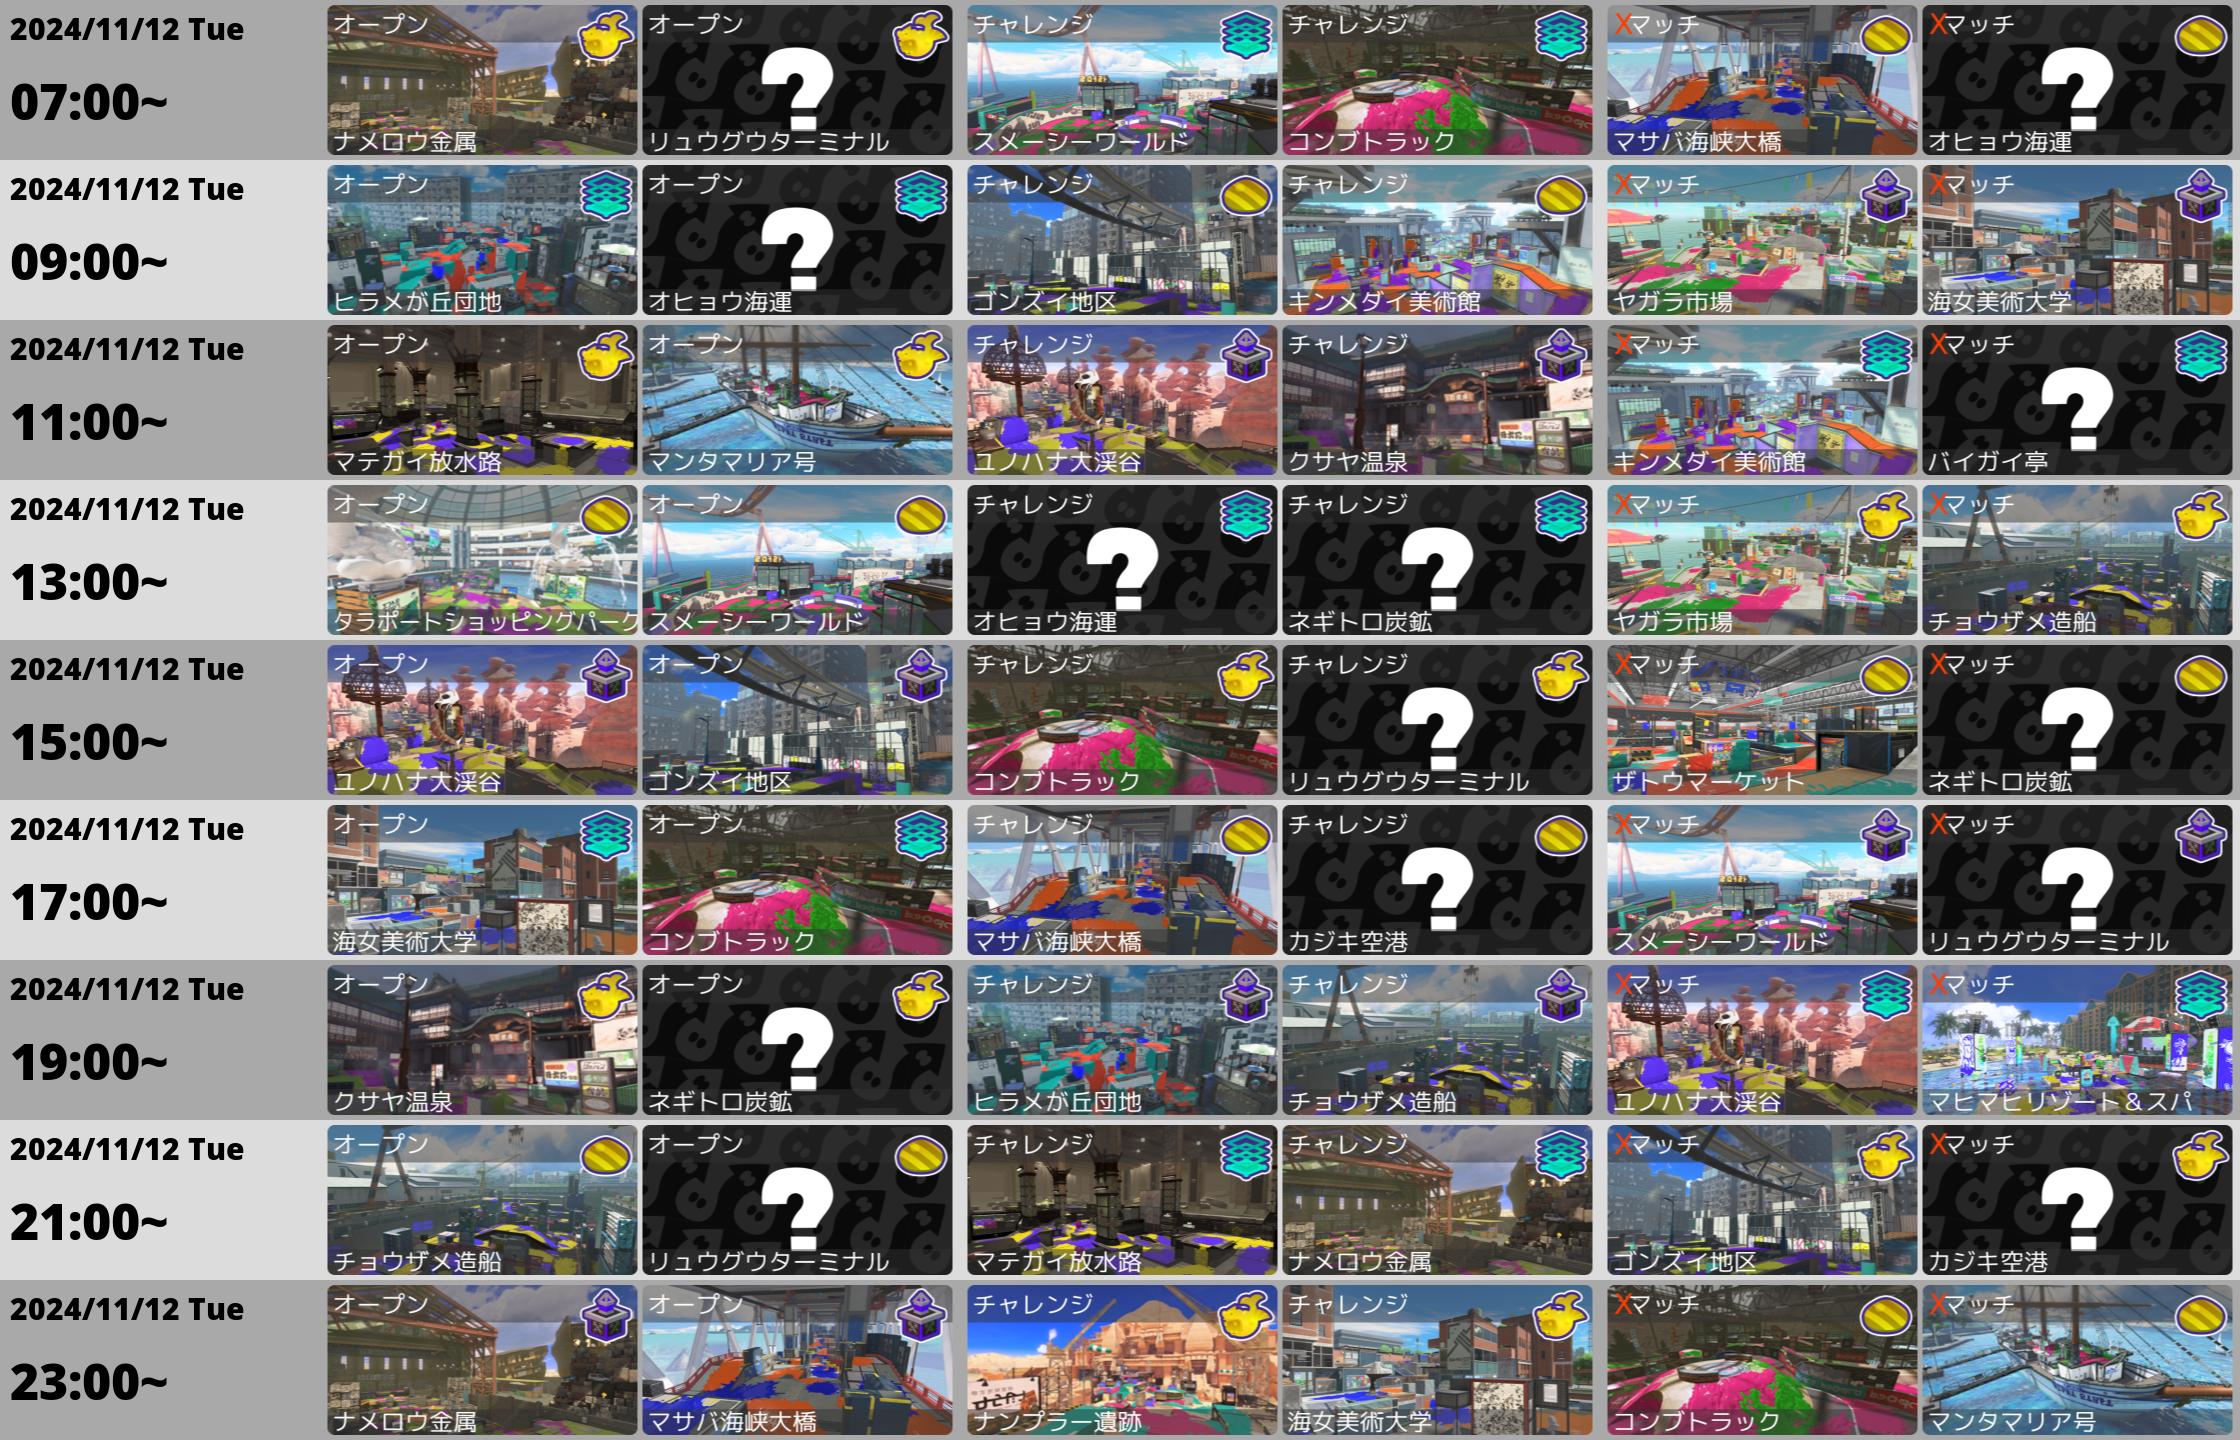 2024/11/12 Tue
07:00~
オープン
ナメロウ金属
オープン
リュウグウターミナル
チャレンジ
スメーシーワールド
チャレンジ
コンブトラック
Xマッチ
マサバ海峡大橋
Xマッチ
オヒョウ海運
2024/11/12 Tue
09:00~
オープン
ヒラメが丘団地
オープン
オヒョウ海運
チャレンジ
ゴンズイ地区
チャレンジ
キンメダイ美術館
Xマッチ
ヤガラ市場
Xマッチ
海女美術大学
2024/11/12 Tue
11:00~
オープン
マテガイ放水路
オープン
マンタマリア号
チャレンジ
ユノハナ大渓谷
チャレンジ
クサヤ温泉
Xマッチ
キンメダイ美術館
Xマッチ
バイガイ亭
2024/11/12 Tue
13:00~
オープン
タラポートショッピングパーク
オープン
スメーシーワールド
チャレンジ
オヒョウ海運
チャレンジ
ネギトロ炭鉱
Xマッチ
ヤガラ市場
Xマッチ
チョウザメ造船
2024/11/12 Tue
15:00~
オープン
ユノハナ大渓谷
オープン
ゴンズイ地区
チャレンジ
コンブトラック
チャレンジ
リュウグウターミナル
Xマッチ
ザトウマーケット
Xマッチ
ネギトロ炭鉱
2024/11/12 Tue
17:00~
オープン
海女美術大学
オープン
コンブトラック
チャレンジ
マサバ海峡大橋
チャレンジ
カジキ空港
Xマッチ
スメーシーワールド
Xマッチ
リュウグウターミナル
2024/11/12 Tue
19:00~
オープン
クサヤ温泉
オープン
ネギトロ炭鉱
チャレンジ
ヒラメが丘団地
チャレンジ
チョウザメ造船
Xマッチ
ユノハナ大渓谷
Xマッチ
マヒマヒリゾート＆スパ
2024/11/12 Tue
21:00~
オープン
チョウザメ造船
オープン
リュウグウターミナル
チャレンジ
マテガイ放水路
チャレンジ
ナメロウ金属
Xマッチ
ゴンズイ地区
Xマッチ
カジキ空港
2024/11/12 Tue
23:00~
オープン
ナメロウ金属
オープン
マサバ海峡大橋
チャレンジ
ナンプラー遺跡
チャレンジ
海女美術大学
Xマッチ
コンブトラック
Xマッチ
マンタマリア号